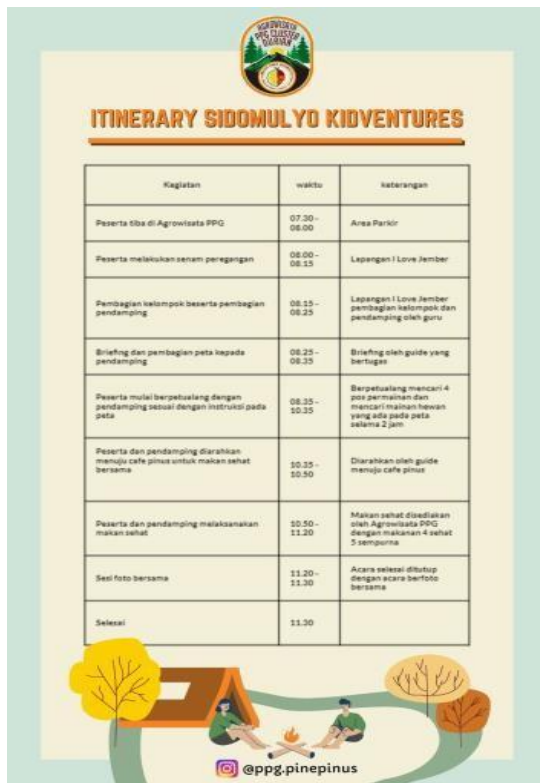 AGROWISATA
PPG CLUSTER
DURIAN
ITINERARY SIDOMULYO KIDVENTURES
Kegiatan waktu keterangan
Peserta tiba di Agrowisata PPG
07.30 -
08.00
Area Parkir
Peserta melakukan senam peregangan
08.00 -
08.15
Lapangan I Love Jember
Pembagian kelompok beserta pembagian
pendamping
08.15 -
08.25
Lapangan I Love Jember
pembagian kelompok dan
pendamping oleh guru
Briefing dan pembagian peta kepada
pendamping
08.25 -
08.35
Briefing oleh guide yang
bertugas
Peserta mulai berpetualang dengan
pendamping sesuai dengan instruksi pada
peta
08.35 -
10.35
Berpetualang mencari 4
pos permainan dan
mencari mainan hewan
yang ada pada peta
selama 2 jam
Peserta dan pendamping diarahkan
menuju cafe pinus untuk makan sehat
bersama
10.35 -
10.50
Diarahkan oleh guide
menuju cafe pinus
Peserta dan pendamping melaksanakan
makan sehat
10.50 -
11.20
Makan sehat disediakan
oleh Agrowisata PPG
dengan makanan 4 sehat
5 sempurna
Sesi foto bersama
11.20 -
11.30
Acara selesai ditutup
dengan acara berfoto
bersama
Selesai
11.30
@ppg.pinepinus